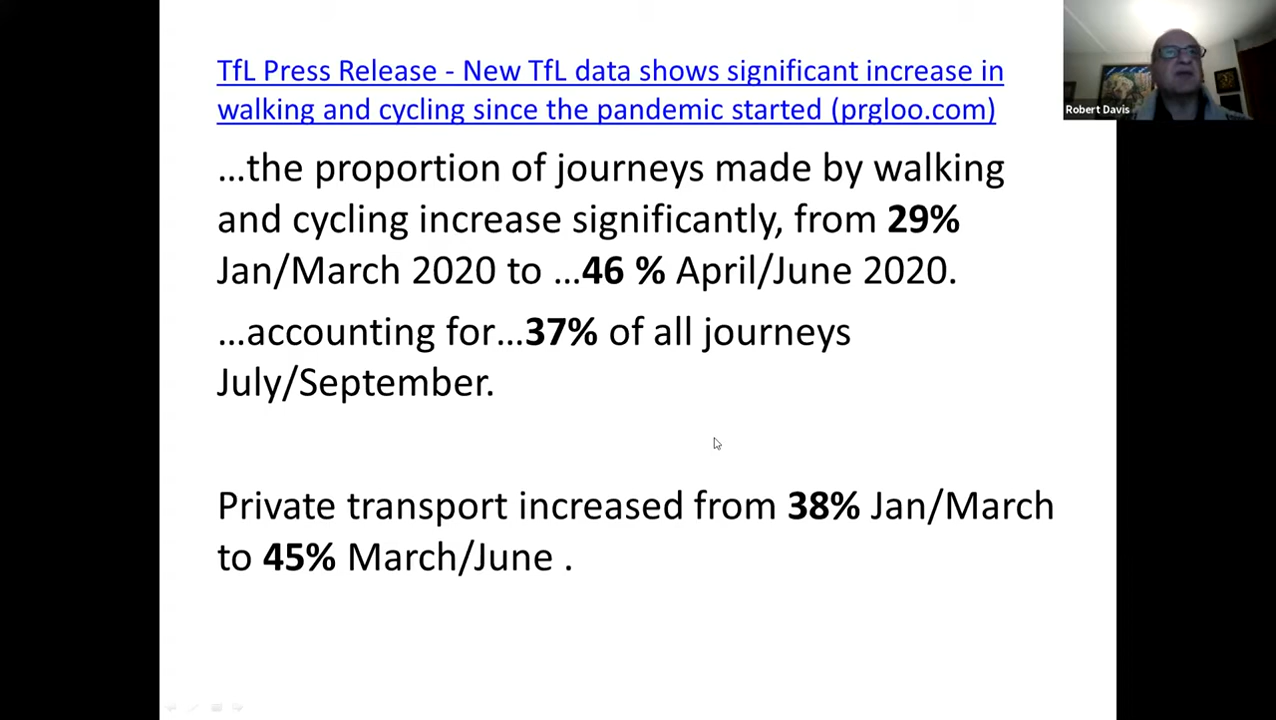 TfL Press Release - New TfL data shows significant increase in
walking and cycling since the pandemic started (prgloo.com)
Robert Davis
…the proportion of journeys made by walking
and cycling increase significantly, from 29%
Jan/March 2020 to …46 % April/June 2020.
…accounting for…37% of all journeys
July/September.
Private transport increased from 38% Jan/March
to 45% March/June .